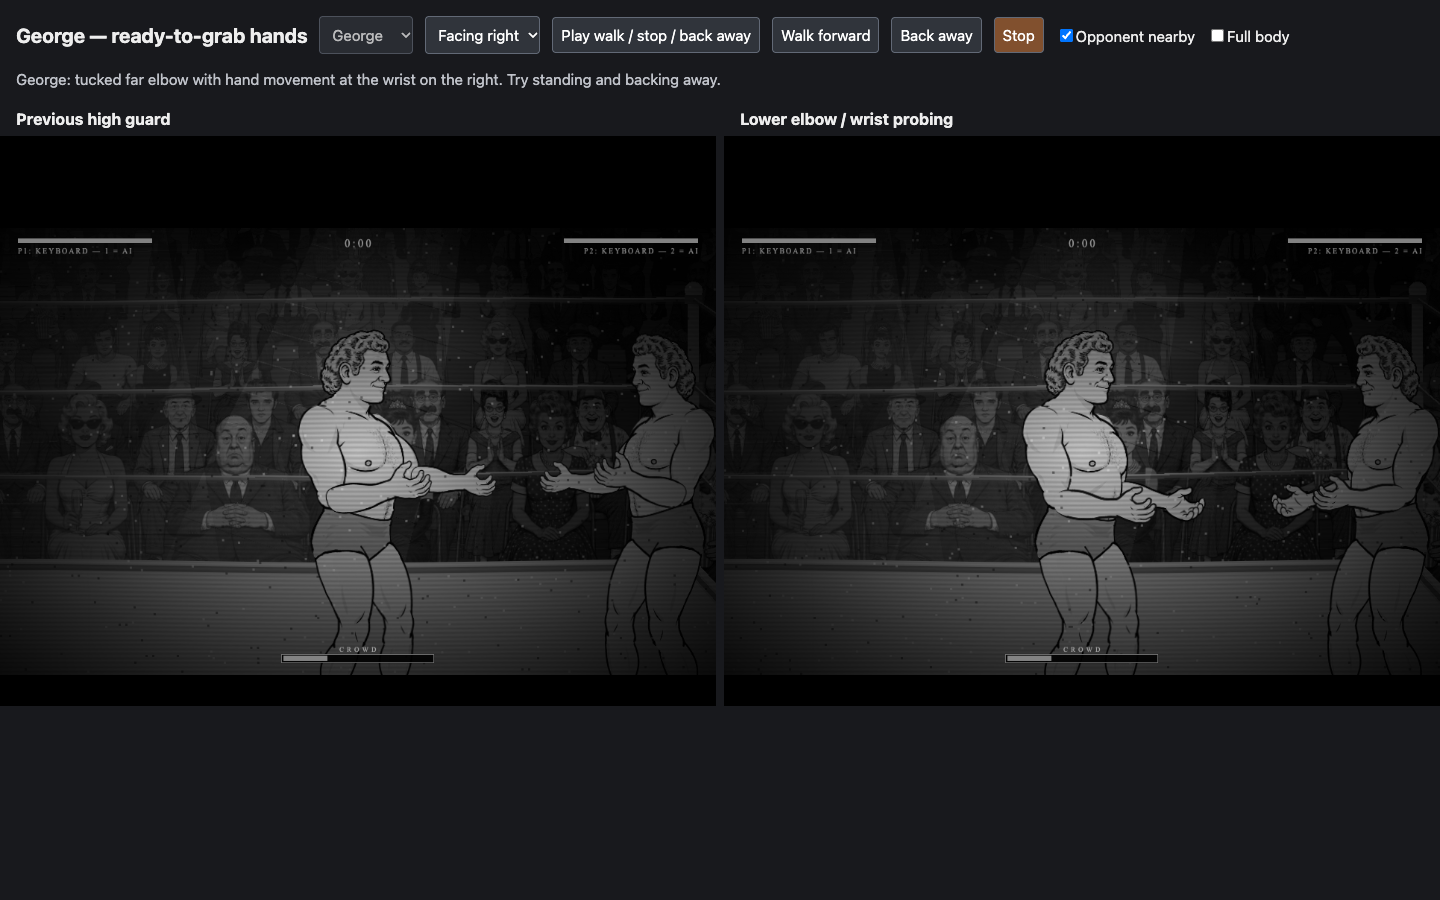 George — ready-to-grab hands
George
Facing right
Play walk / stop / back away
Walk forward
Back away
Stop
Opponent nearby
Full body
George: tucked far elbow with hand movement at the wrist on the right. Try standing and backing away.
Previous high guard
Lower elbow / wrist probing
P1: KEYBOARD — 1 = AI
0:00
P2: KEYBOARD — 2 = AI
CROWD
P1: KEYBOARD — 1 = AI
0:00
P2: KEYBOARD — 2 = AI
CROWD